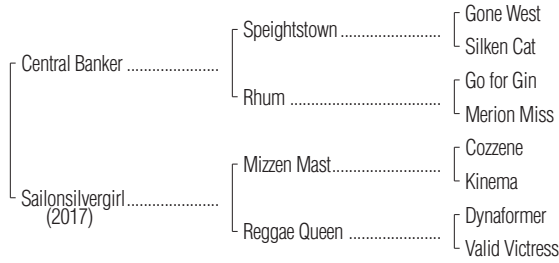 Central Banker ......................
Sailonsilvergirl ......................
(2017)
Speightstown ........................
Rhum .....................................
Mizzen Mast...........................
Reggae Queen ......................
Gone West
Silken Cat
Go for Gin
Merion Miss
Cozzene
Kinema
Dynaformer
Valid Victress